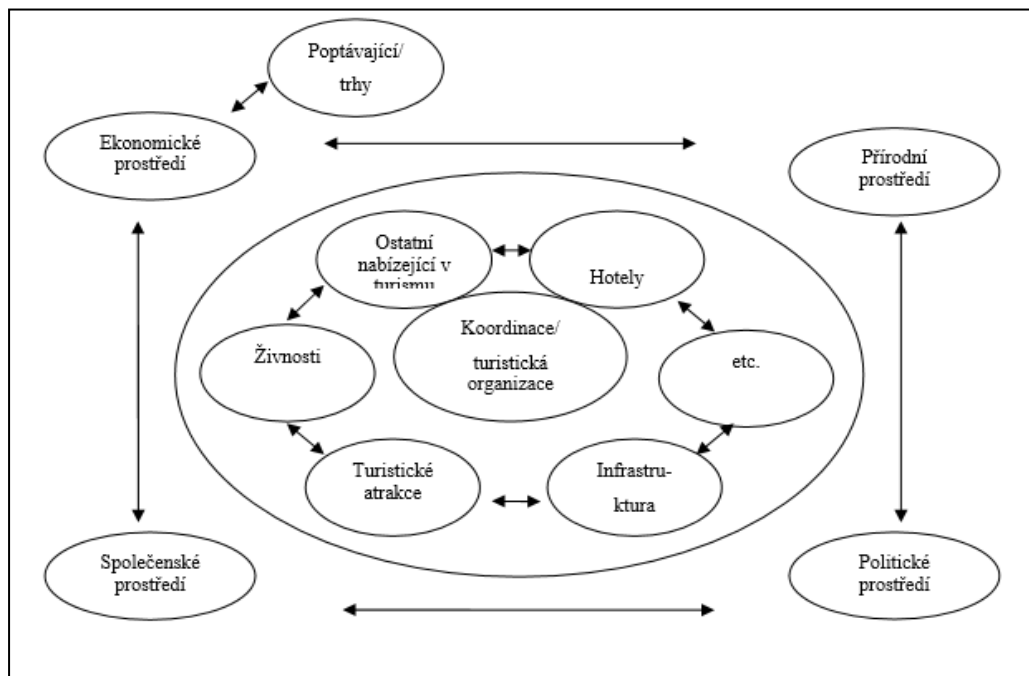 Poptávající/
trhy
Ekonomické
prostředí
Přírodní
prostředí
Ostatní
nabízející v
turismu
Hotely
Koordinace/
turistická
organizace
Živnosti
etc.
Turistické
atrakce
Infrastru-
ktura
Společenské
prostředí
Politické
prostředí